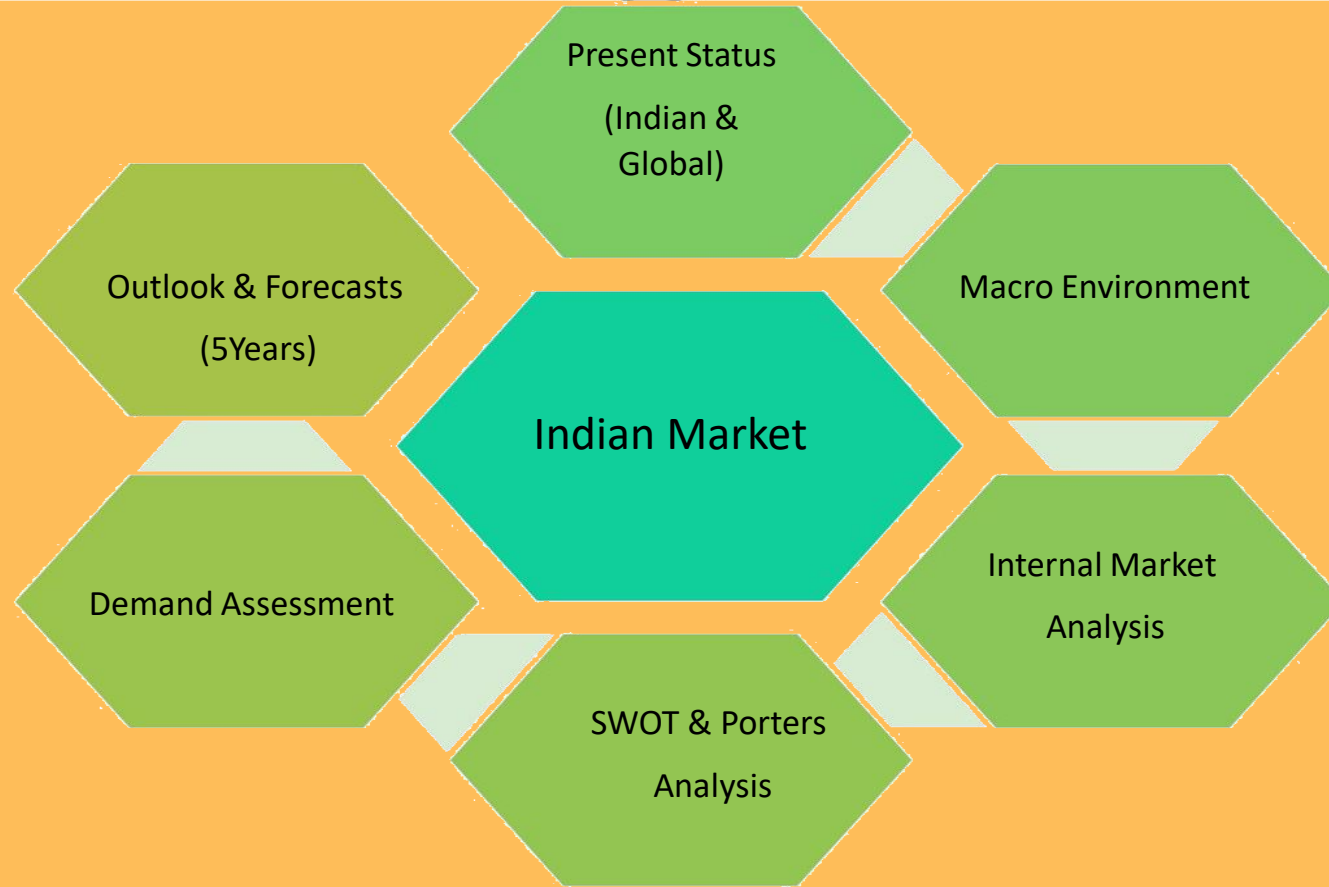 Present Status
(Indian &
Global)
Macro Environment
Internal Market
Analysis
SWOT & Porters
Analysis
Demand Assessment
Outlook & Forecasts
(5Years)
Indian Market